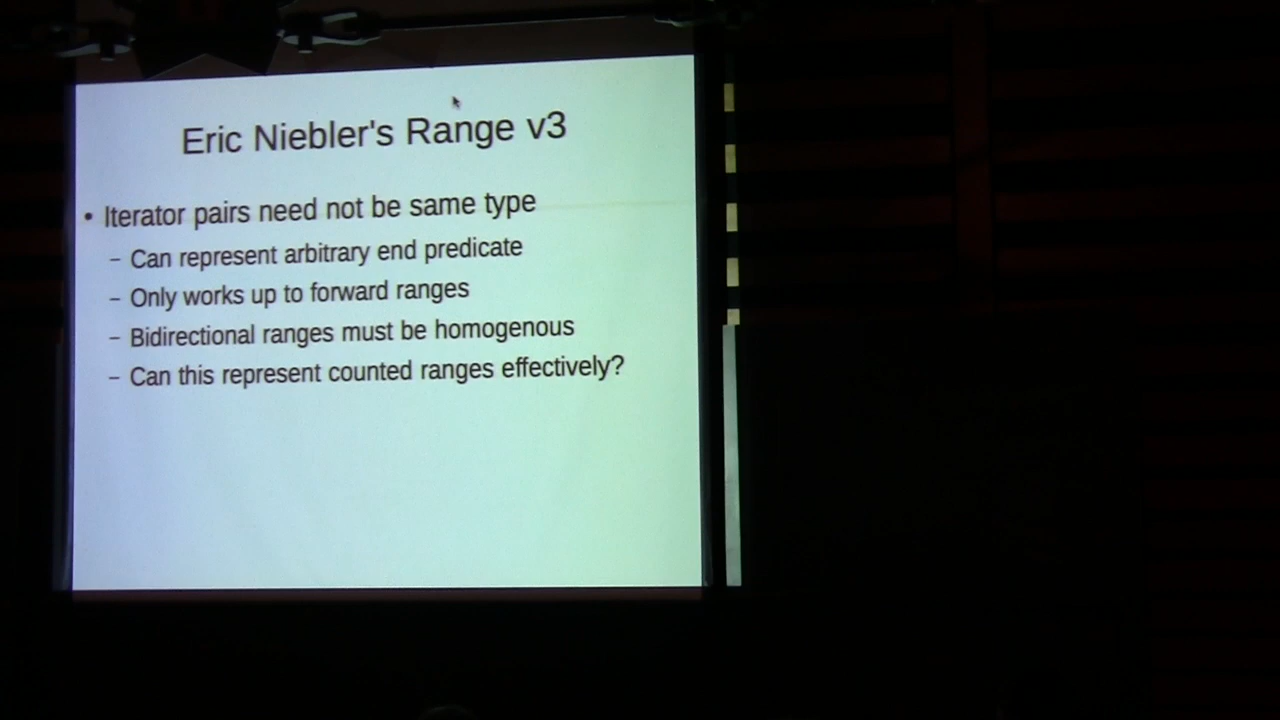 Eric Niebler's Range v3
• Iterator pairs need not be same type
– Can represent arbitrary end predicate
– Only works up to forward ranges
– Bidirectional ranges must be homogenous
– Can this represent counted ranges effectively?